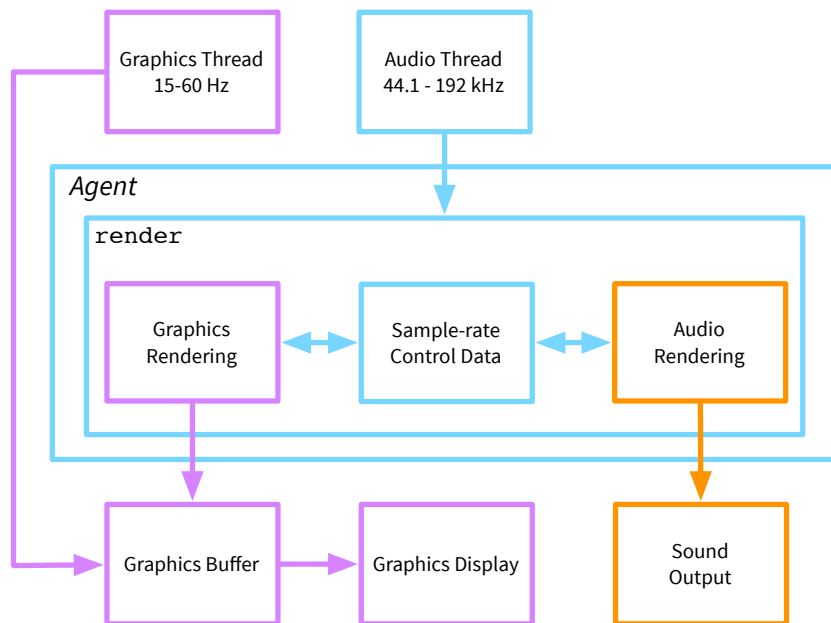 Graphics Thread
15-60 Hz
Audio Thread
44.1 - 192 kHz
Agent
render
Graphics
Rendering
Sample-rate
Control Data
Audio
Rendering
Graphics Buffer
Graphics Display
Sound
Output